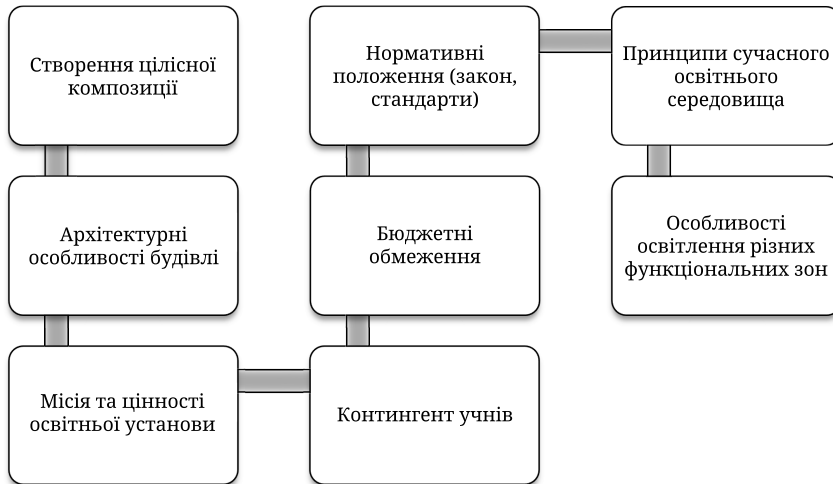 Створення цілісної
композиції
Архітектурні
особливості будівлі
Місія та цінності
освітньої установи
Контингент учнів
Бюджетні
обмеження
Нормативні
положення (закон,
стандарти)
Принципи сучасного
освітнього
середовища
Особливості
освітлення різних
функціональних зон